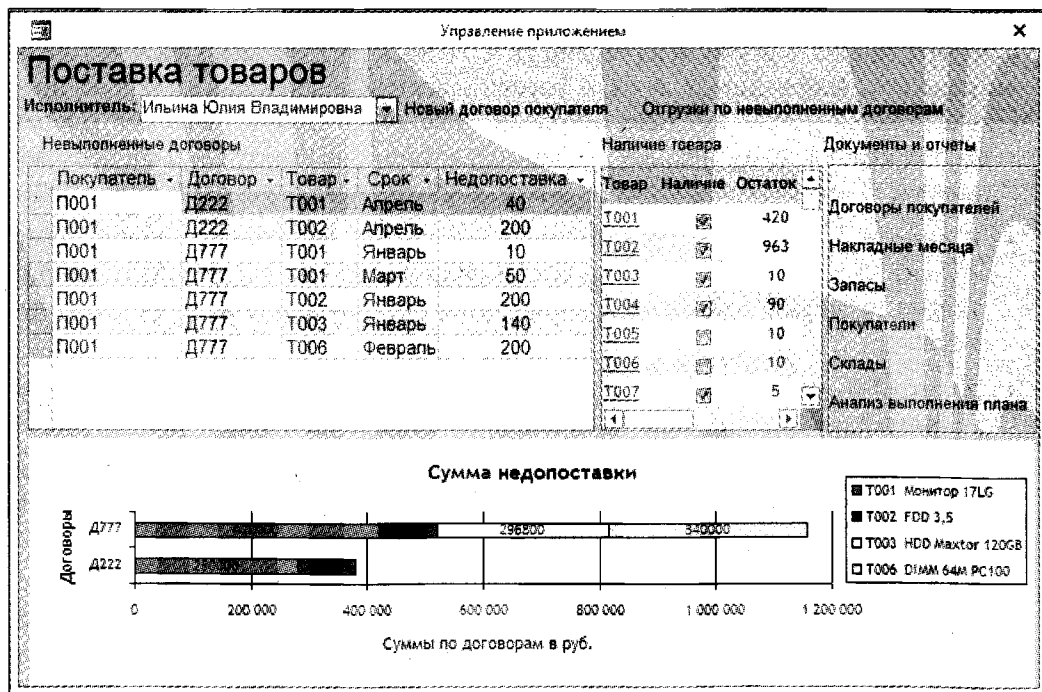 Управление приложением
Поставка товаров
Исполнитель: Ильина Юлия Владимировна Новый договор покупателя Отгрузки по невыполненным договорам
Невыполненные договоры Наличие товара Документы и отчеты
Покупатель Договор Товар Срок Недопоставка Товар Наличие Остаток
П001 Д222 Т001 Апрель 40
П001 Д222 Т002 Апрель 200
П001 Д777 Т001 Январь 10
П001 Д777 Т001 Март 50
П001 Д777 Т002 Январь 200
П001 Д777 Т003 Январь 140
П001 Д777 Т006 Февраль 200
Т001 420
Т002 963
Т003 10
Т004 90
Т005 10
Т006 10
Т007 5
Договоры покупателей
Накладные месяца
Запасы
Покупатели
Склады
Анализ выполнения плана
Сумма недопоставки
Договоры
Д777 296800 340000
Д222
0 200 000 400 000 600 000 800 000 1 000 000 1 200 000
Суммы по договорам в руб.
Т001 Монитор 17LG
Т002 FDD 3,5
Т003 HDD Maxtor 120GB
Т006 DIMM 64M PC100